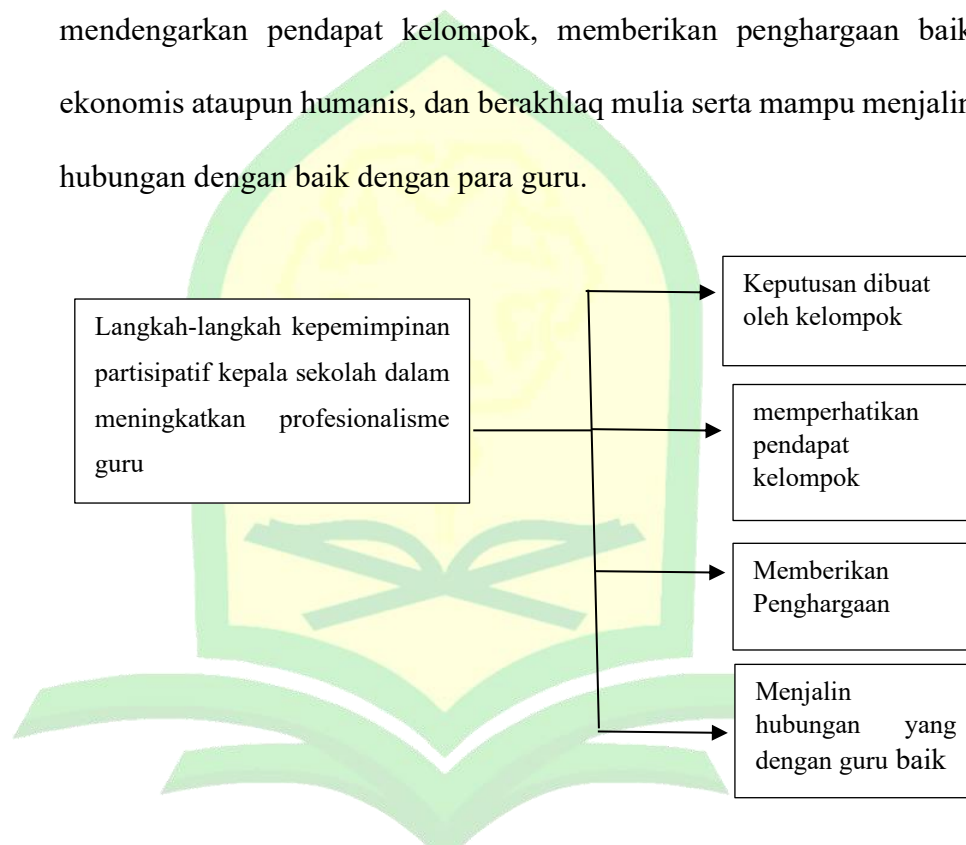 mendengarkan pendapat kelompok, memberikan penghargaan baik
ekonomis ataupun humanis, dan berakhlaq mulia serta mampu menjalin
hubungan dengan baik dengan para guru.
Langkah-langkah kepemimpinan
partisipatif kepala sekolah dalam
meningkatkan profesionalisme
guru
Keputusan dibuat
oleh kelompok
memperhatikan
pendapat
kelompok
Memberikan
Penghargaan
Menjalin
hubungan yang
dengan guru baik